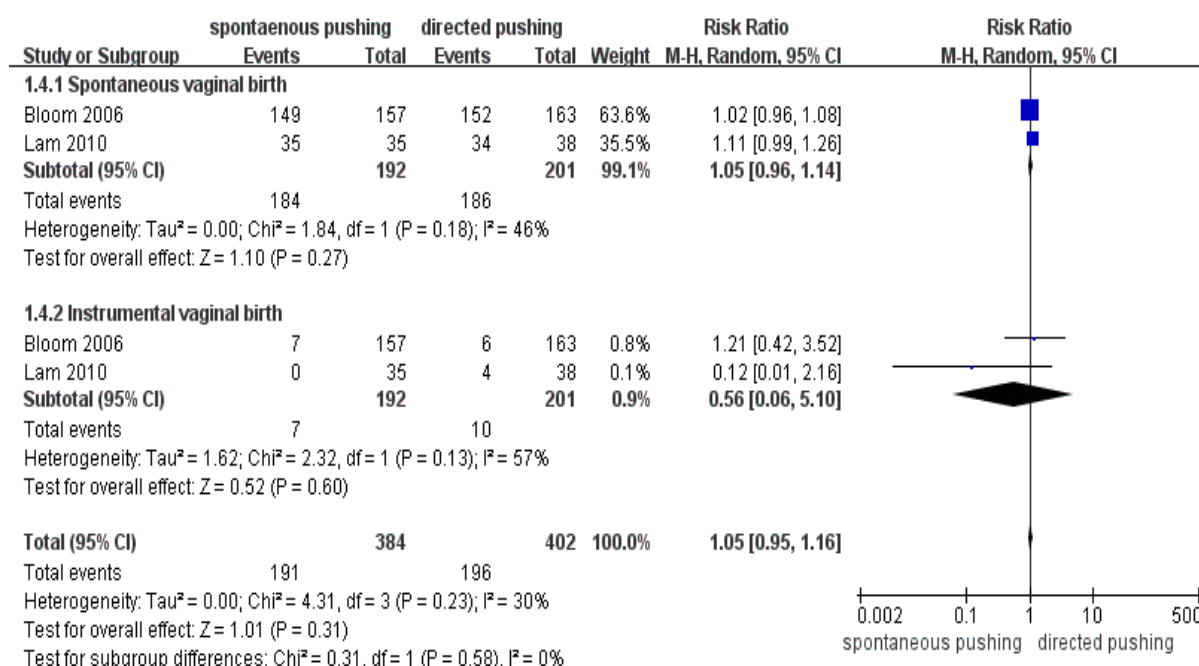 spontaenous pushing directed pushing Risk Ratio Risk Ratio
Study or Subgroup Events Total Events Total Weight M-H, Random, 95% CI M-H, Random, 95% CI
1.4.1 Spontaneous vaginal birth
Bloom 2006 149 157 152 163 63.6% 1.02 [0.96, 1.08]
Lam 2010 35 35 34 38 35.5% 1.11 [0.99, 1.26]
Subtotal (95% CI) 192 201 99.1% 1.05 [0.96, 1.14]
Total events 184 186
Heterogeneity: Tau² = 0.00; Chi² = 1.84, df = 1 (P = 0.18); I² = 46%
Test for overall effect: Z = 1.10 (P = 0.27)
1.4.2 Instrumental vaginal birth
Bloom 2006 7 157 6 163 0.8% 1.21 [0.42, 3.52]
Lam 2010 0 35 4 38 0.1% 0.12 [0.01, 2.16]
Subtotal (95% CI) 192 201 0.9% 0.56 [0.06, 5.10]
Total events 7 10
Heterogeneity: Tau² = 1.62; Chi² = 2.32, df = 1 (P = 0.13); I² = 57%
Test for overall effect: Z = 0.52 (P = 0.60)
Total (95% CI) 384 402 100.0% 1.05 [0.95, 1.16]
Total events 191 196
Heterogeneity: Tau² = 0.00; Chi² = 4.31, df = 3 (P = 0.23); I² = 30%
Test for overall effect: Z = 1.01 (P = 0.31)
Test for subgroup differences: Chi² = 0.31, df = 1 (P = 0.58), I² = 0%
0.002 0.1 1 10 500
spontaneous pushing directed pushing